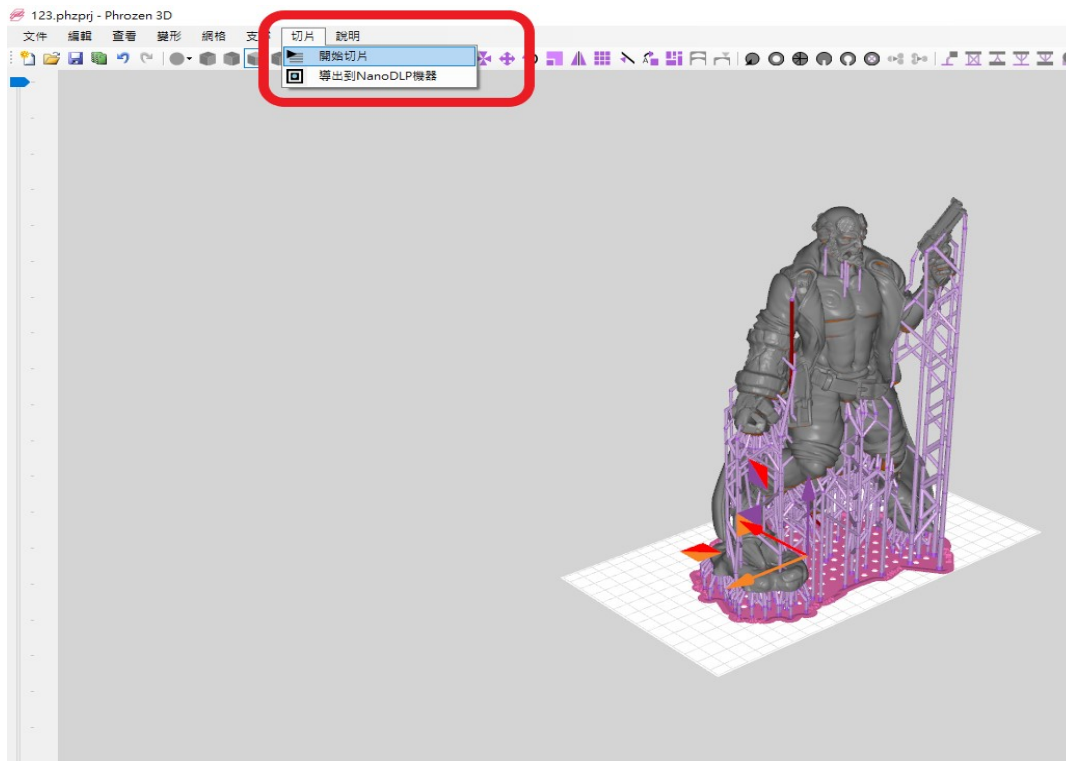 123.phzprj - Phrozen 3D
文件 編輯 查看 變形 網格 切片 說明
開始切片
導出到NanoDLP機器